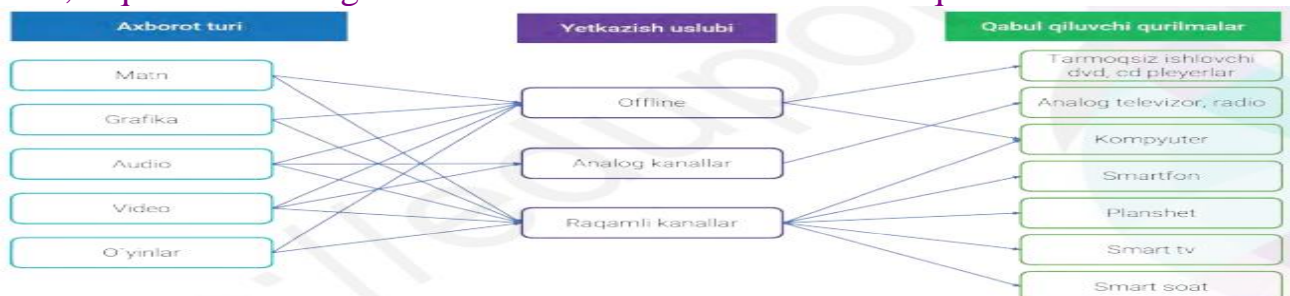 Axborot turi
Yetkazish uslubi
Qabul qiluvchi qurilmalar
Matn
Grafika
Audio
Video
O`yinlar
Offline
Analog kanallar
Raqamli kanallar
Tarmoqsiz ishlovchi
dvd, cd pleyerlar
Analog televizor, radio
Kompyuter
Smartfon
Planshet
Smart tv
Smart soat